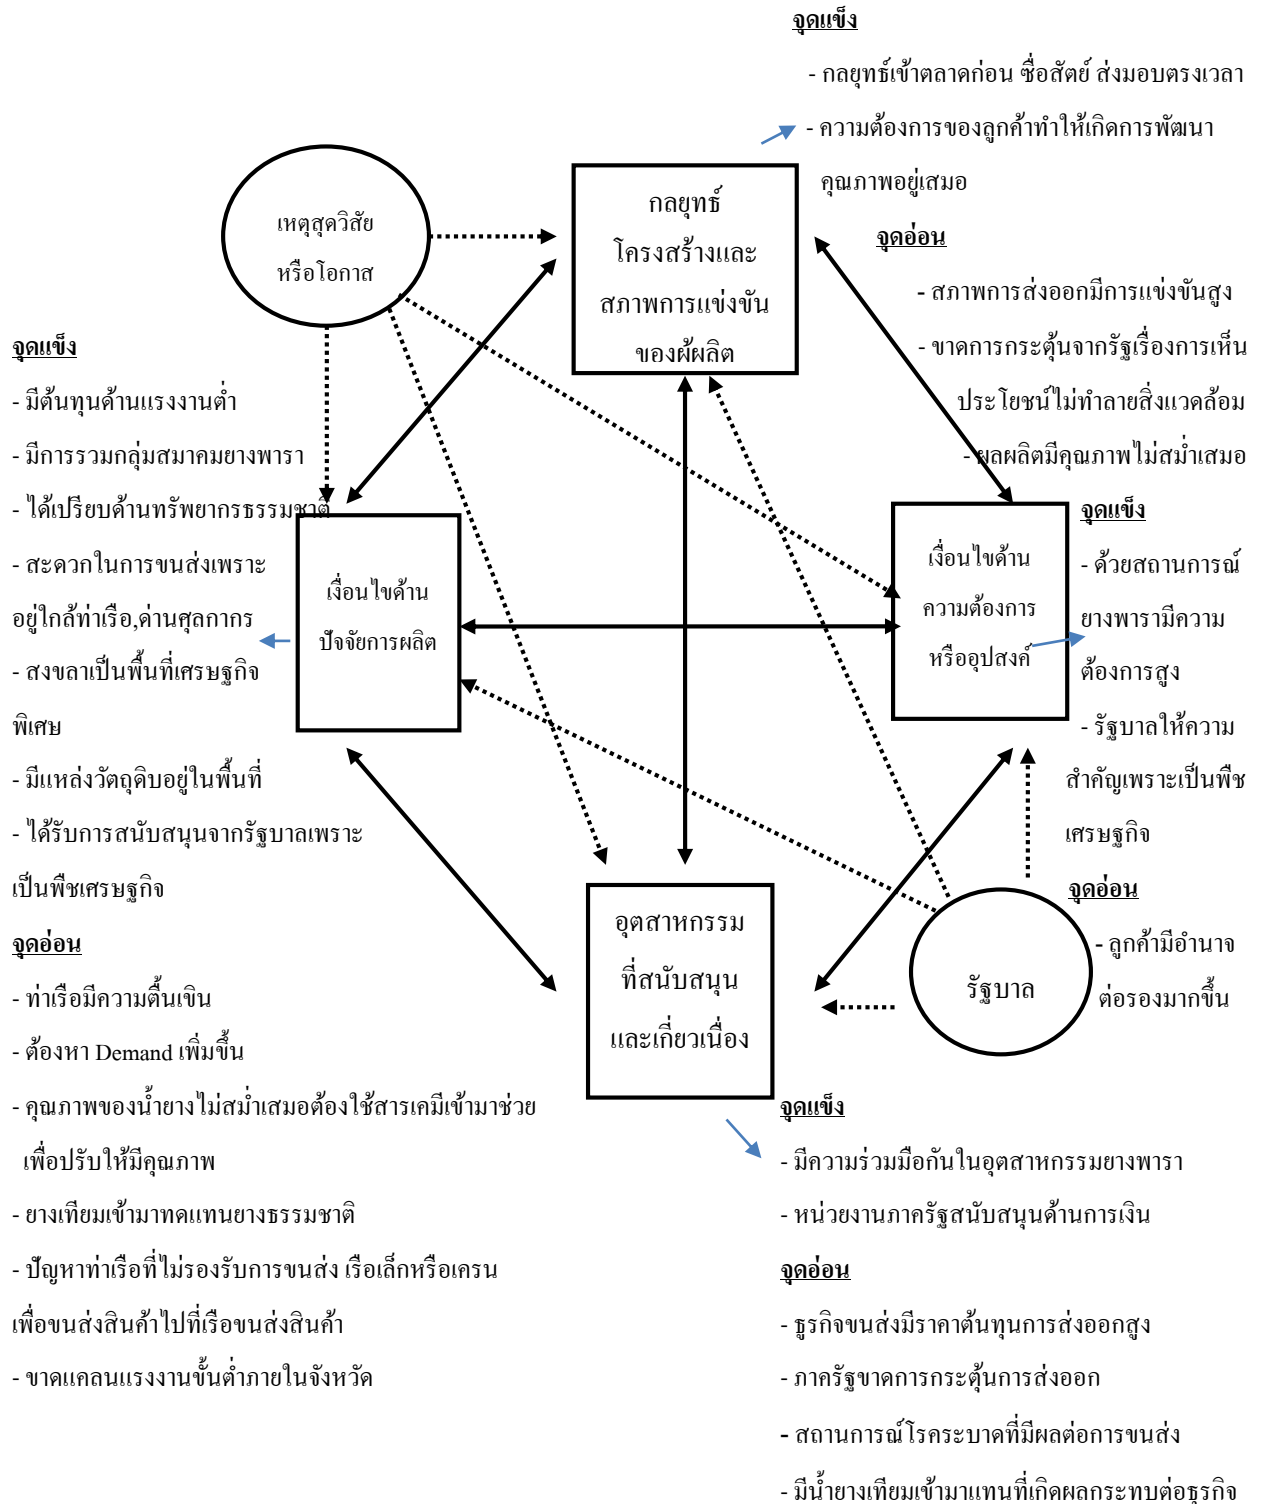 จุดแข็ง
- กลยุทธ์เข้าตลาดก่อน ซื่อสัตย์ ส่งมอบตรงเวลา
- ความต้องการของลูกค้าทำให้เกิดการพัฒนา
คุณภาพอยู่เสมอ
จุดอ่อน
- สภาพการส่งออกมีการแข่งขันสูง
- ขาดการกระตุ้นจากรัฐเรื่องการเห็น
ประโยชน์ไม่ทำลายสิ่งแวดล้อม
- ผลผลิตมีคุณภาพไม่สม่ำเสมอ
เหตุสุดวิสัย
หรือโอกาส
กลยุทธ์
โครงสร้างและ
สภาพการแข่งขัน
ของผู้ผลิต
จุดแข็ง
- มีต้นทุนด้านแรงงานต่ำ
- มีการรวมกลุ่มสมาคมยางพารา
- ได้เปรียบด้านทรัพยากรธรรมชาติ
- สะดวกในการขนส่งเพราะ
อยู่ใกล้ท่าเรือ,ด่านศุลกากร
- สงขลาเป็นพื้นที่เศรษฐกิจ
พิเศษ
- มีแหล่งวัตถุดิบอยู่ในพื้นที่
- ได้รับการสนับสนุนจากรัฐบาลเพราะ
เป็นพืชเศรษฐกิจ
จุดอ่อน
- ท่าเรือมีความตื้นเขิน
- ต้องหา Demand เพิ่มขึ้น
- คุณภาพของน้ำยางไม่สม่ำเสมอต้องใช้สารเคมีเข้ามาช่วย
เพื่อปรับให้มีคุณภาพ
- ยางเทียมเข้ามาทดแทนยางธรรมชาติ
- ปัญหาท่าเรือที่ไม่รองรับการขนส่ง เรือเล็กหรือเครน
เพื่อขนส่งสินค้าไปที่เรือขนส่งสินค้า
- ขาดแคลนแรงงานขั้นต่ำภายในจังหวัด
เงื่อนไขด้าน
ปัจจัยการผลิต
เงื่อนไขด้าน
ความต้องการ
หรืออุปสงค์
จุดแข็ง
- ด้วยสถานการณ์
ยางพารามีความ
ต้องการสูง
- รัฐบาลให้ความ
สำคัญเพราะเป็นพืช
เศรษฐกิจ
จุดอ่อน
- ลูกค้ามีอำนาจ
ต่อรองมากขึ้น
อุตสาหกรรม
ที่สนับสนุน
และเกี่ยวเนื่อง
รัฐบาล
จุดแข็ง
- มีความร่วมมือกันในอุตสาหกรรมยางพารา
- หน่วยงานภาครัฐสนับสนุนด้านการเงิน
จุดอ่อน
- ธูรกิจขนส่งมีราคาต้นทุนการส่งออกสูง
- ภาครัฐขาดการกระตุ้นการส่งออก
- สถานการณ์โรคระบาดที่มีผลต่อการขนส่ง
- มีน้ำยางเทียมเข้ามาแทนที่เกิดผลกระทบต่อธุรกิจ